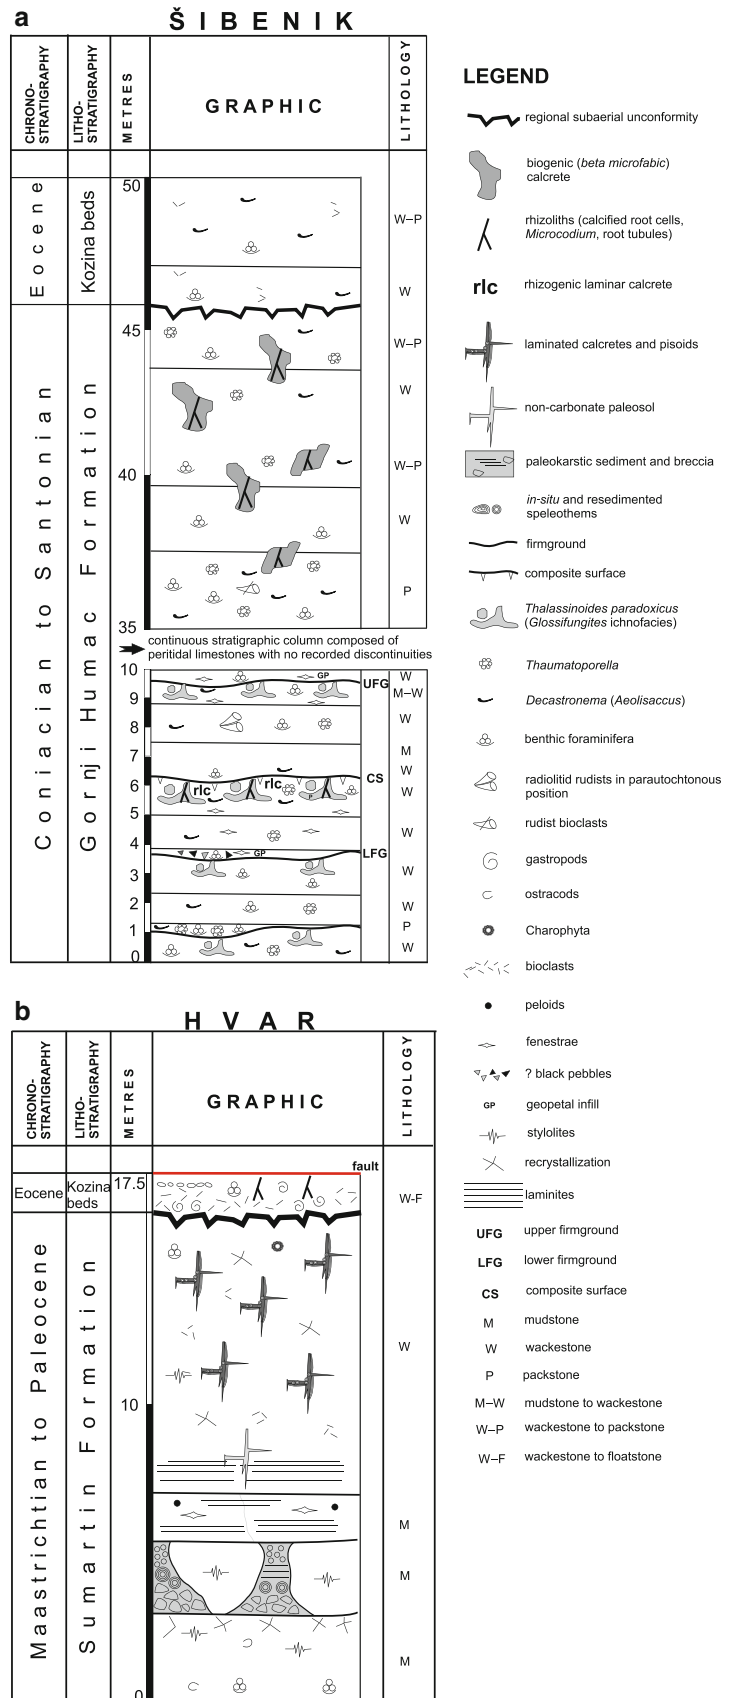 a
Š I B E N I K
CHRONO-
STRATIGRAPHY
LITHO-
STRATIGRAPHY
METRES
GRAPHIC
LITHOLOGY
Eocene
Kozina beds
50
W–P
W
Coniacian to Santonian
Gornji Humac Formation
45
W–P
W
40
W–P
W
P
35
continuous stratigraphic column composed of
peritidal limestones with no recorded discontinuities
10
GP
UFG
W
9
M–W
8
W
7
M
W
rlc
rlc
CS
6
P
W
5
4
W
GP
LFG
3
W
2
W
P
1
W
0
b
H V A R
CHRONO-
STRATIGRAPHY
LITHO-
STRATIGRAPHY
METRES
GRAPHIC
LITHOLOGY
fault
Eocene
Kozina
beds
17.5
W-F
Maastrichtian to Paleocene
Sumartin Formation
W
10
M
M
M
0
LEGEND
regional subaerial unconformity
biogenic (beta microfabic)
calcrete
rhizoliths (calcified root cells,
Microcodium, root tubules)
rlc rhizogenic laminar calcrete
laminated calcretes and pisoids
non-carbonate paleosol
paleokarstic sediment and breccia
in-situ and resedimented
speleothems
firmground
composite surface
Thalassinoides paradoxicus
(Glossifungites ichnofacies)
Thaumatoporella
Decastronema (Aeolisaccus)
benthic foraminifera
radiolitid rudists in parautochtonous
position
rudist bioclasts
gastropods
ostracods
Charophyta
bioclasts
peloids
fenestrae
? black pebbles
GP geopetal infill
stylolites
recrystallization
laminites
UFG upper firmground
LFG lower firmground
CS composite surface
M mudstone
W wackestone
P packstone
M–W mudstone to wackestone
W–P wackestone to packstone
W–F wackestone to floatstone